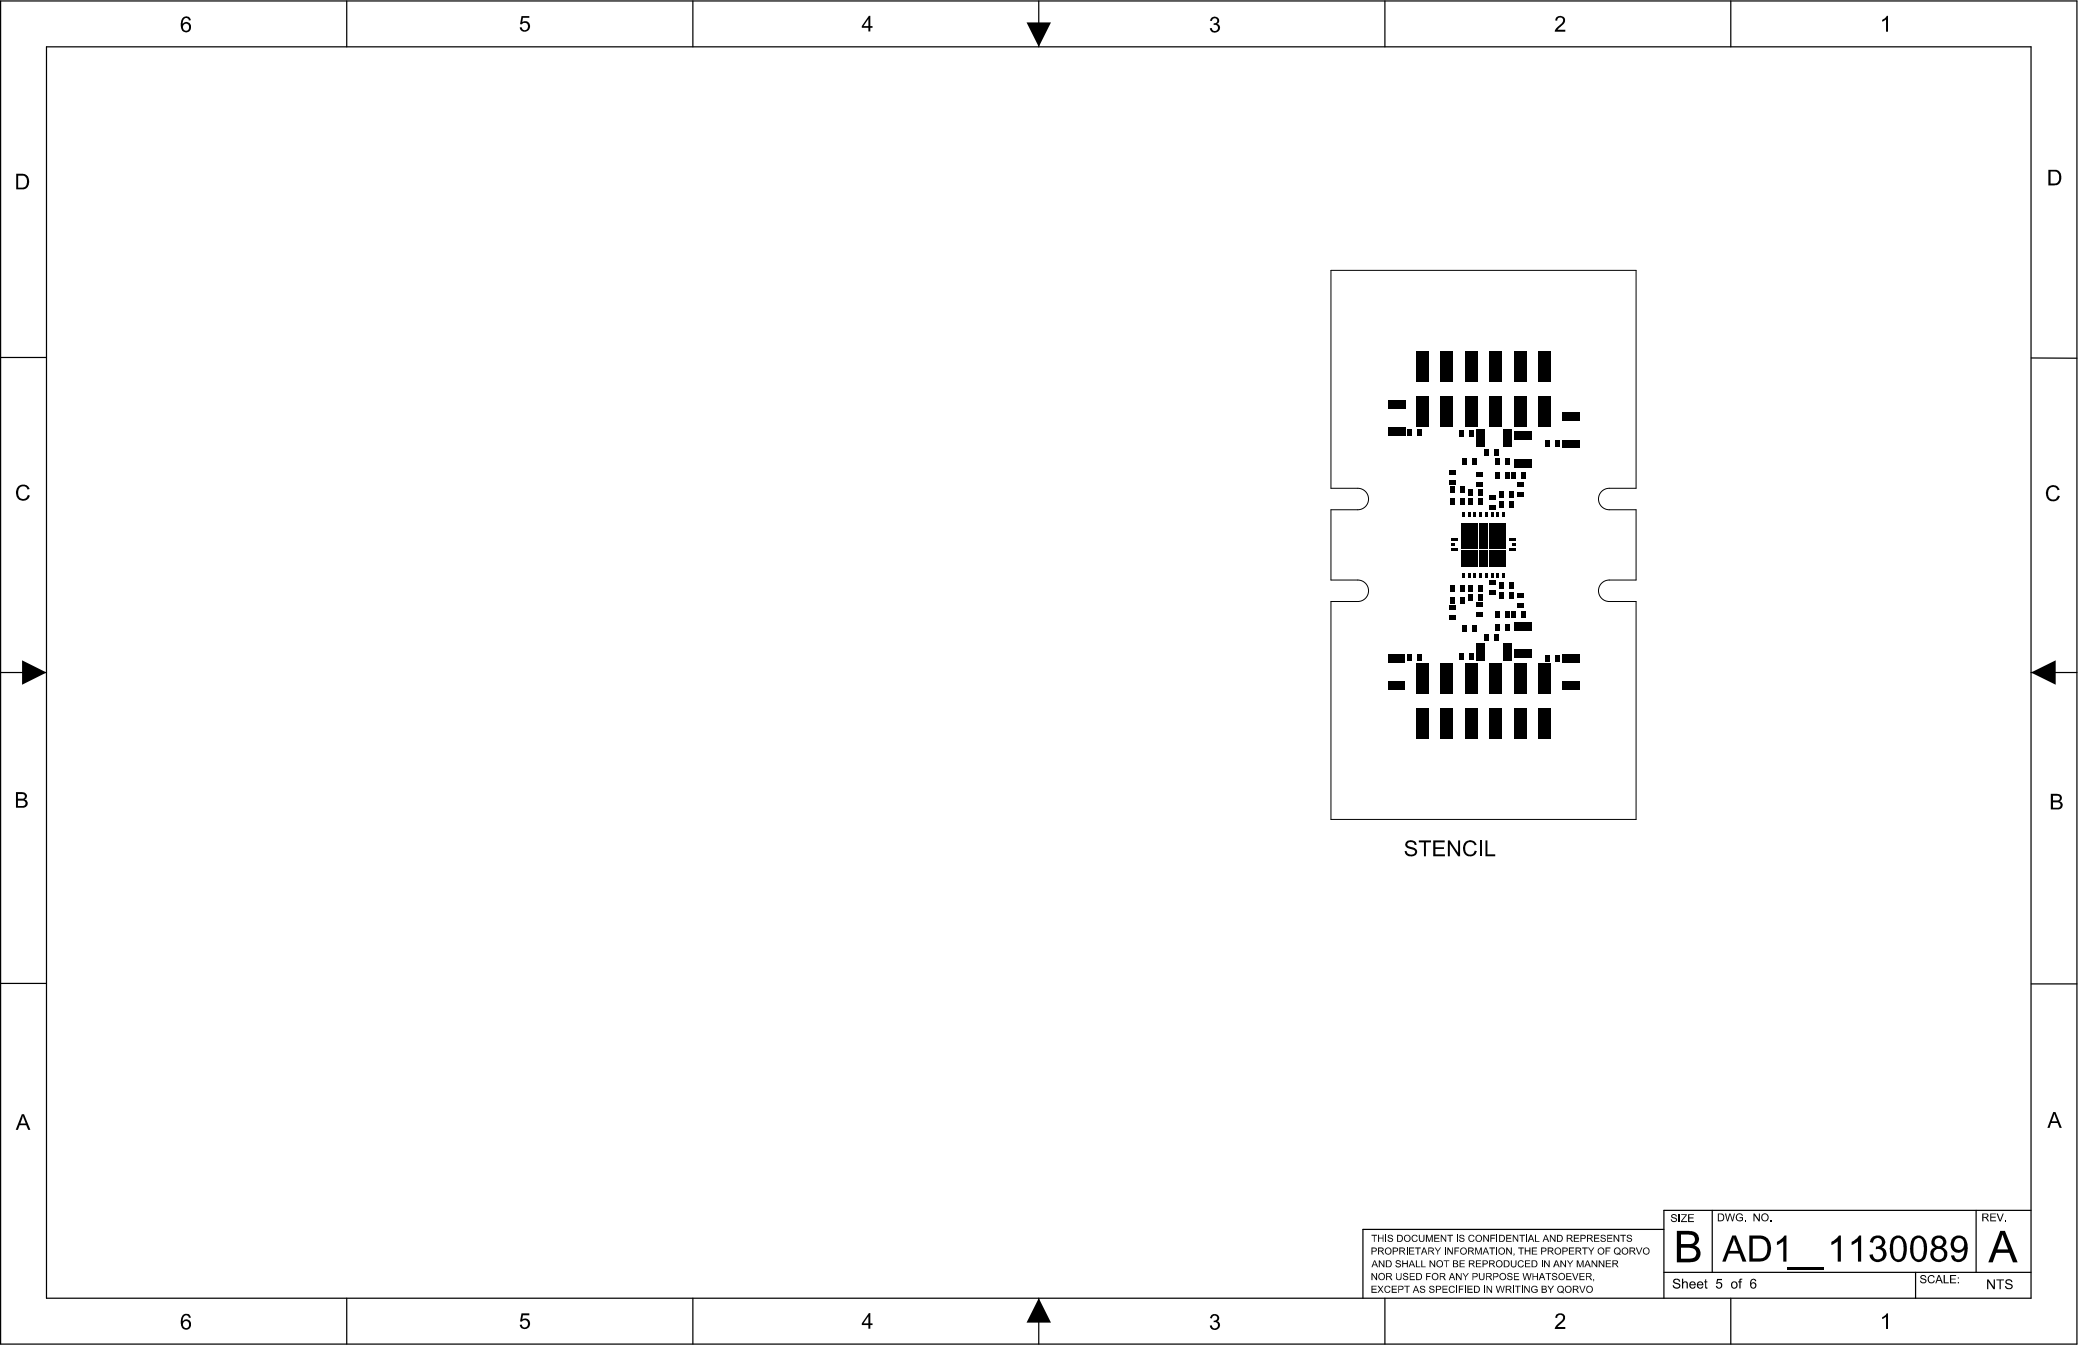 6 5 4 3 2 1
D D
C C
B B
STENCIL
A A
THIS DOCUMENT IS CONFIDENTIAL AND REPRESENTS
PROPRIETARY INFORMATION, THE PROPERTY OF QORVO
AND SHALL NOT BE REPRODUCED IN ANY MANNER
NOR USED FOR ANY PURPOSE WHATSOEVER,
EXCEPT AS SPECIFIED IN WRITING BY QORVO
SIZE DWG. NO. REV.
B AD1__1130089 A
Sheet 5 of 6 SCALE: NTS
6 5 4 3 2 1